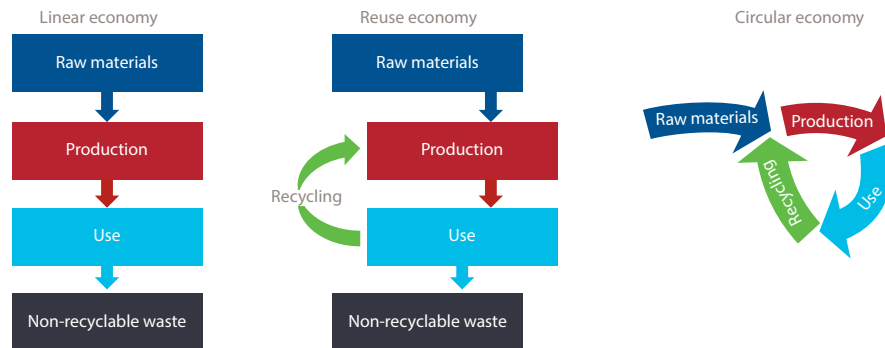 Linear economy
Raw materials
Production
Use
Non-recyclable waste
Reuse economy
Raw materials
Production
Recycling
Use
Non-recyclable waste
Circular economy
Raw materials
Production
Use
Recycling